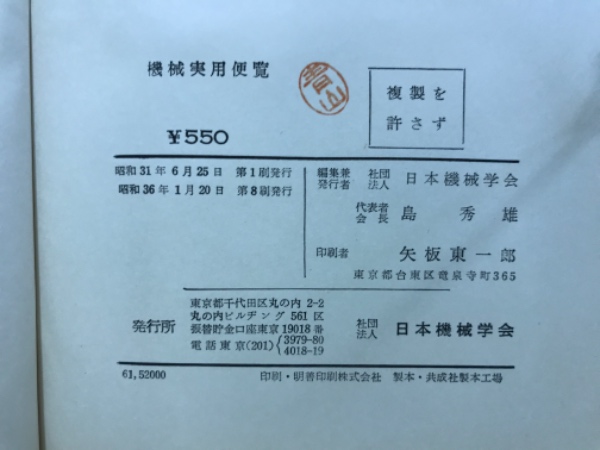 機械実用便覧
複製を
許さず
¥550
昭和31年 6月25日 第1刷発行
昭和36年 1月20日 第8刷発行
編集兼
発行者 社団
法人 日本機械学会
代表者
会長 島 秀雄
印刷者 矢板東一郎
東京都台東区竜泉寺町365
発行所
東京都千代田区丸の内 2-2
丸の内ビルヂング 561 区
振替貯金口座東京 19018 番
電話東京(201) 3979-80
4018-19
社団
法人 日本機械学会
61,52000
印刷・明善印刷株式会社 製本・共成社製本工場